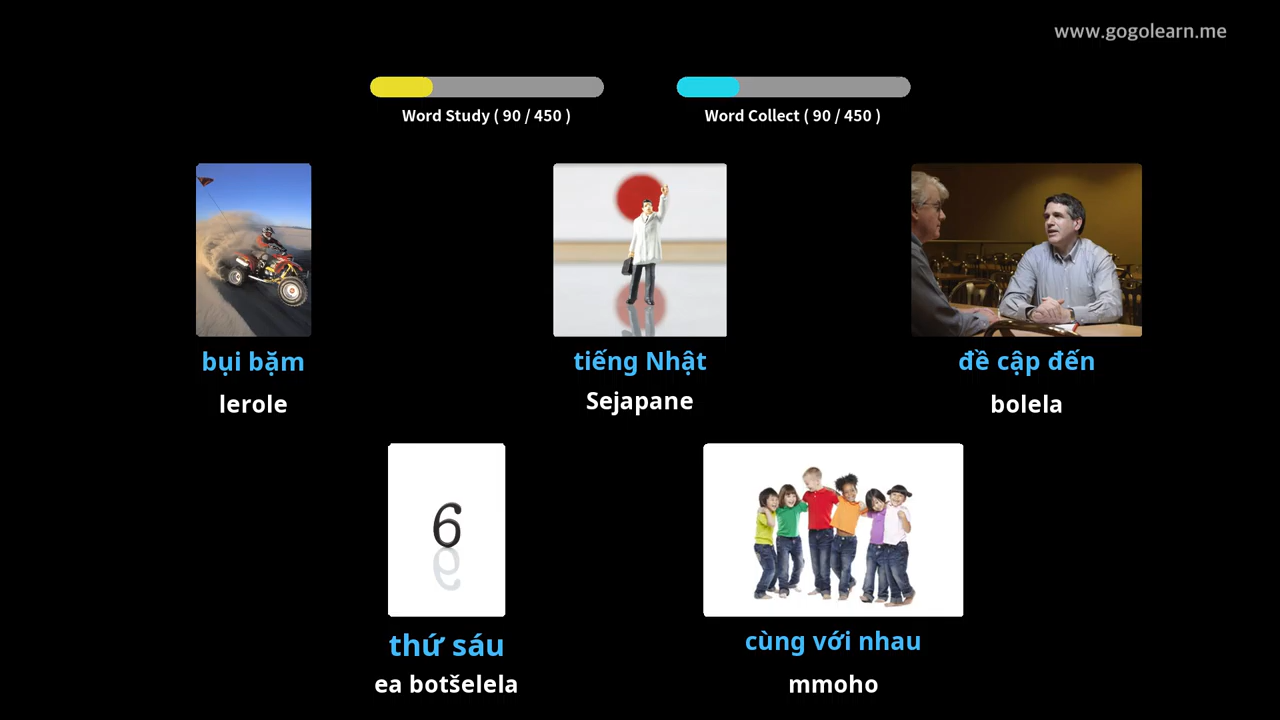 www.gogolearn.me
Word Study ( 90 / 450 )
Word Collect ( 90 / 450 )
bụi bặm
lerole
tiếng Nhật
Sejapane
đề cập đến
bolela
6
thứ sáu
ea botšelela
cùng với nhau
mmoho